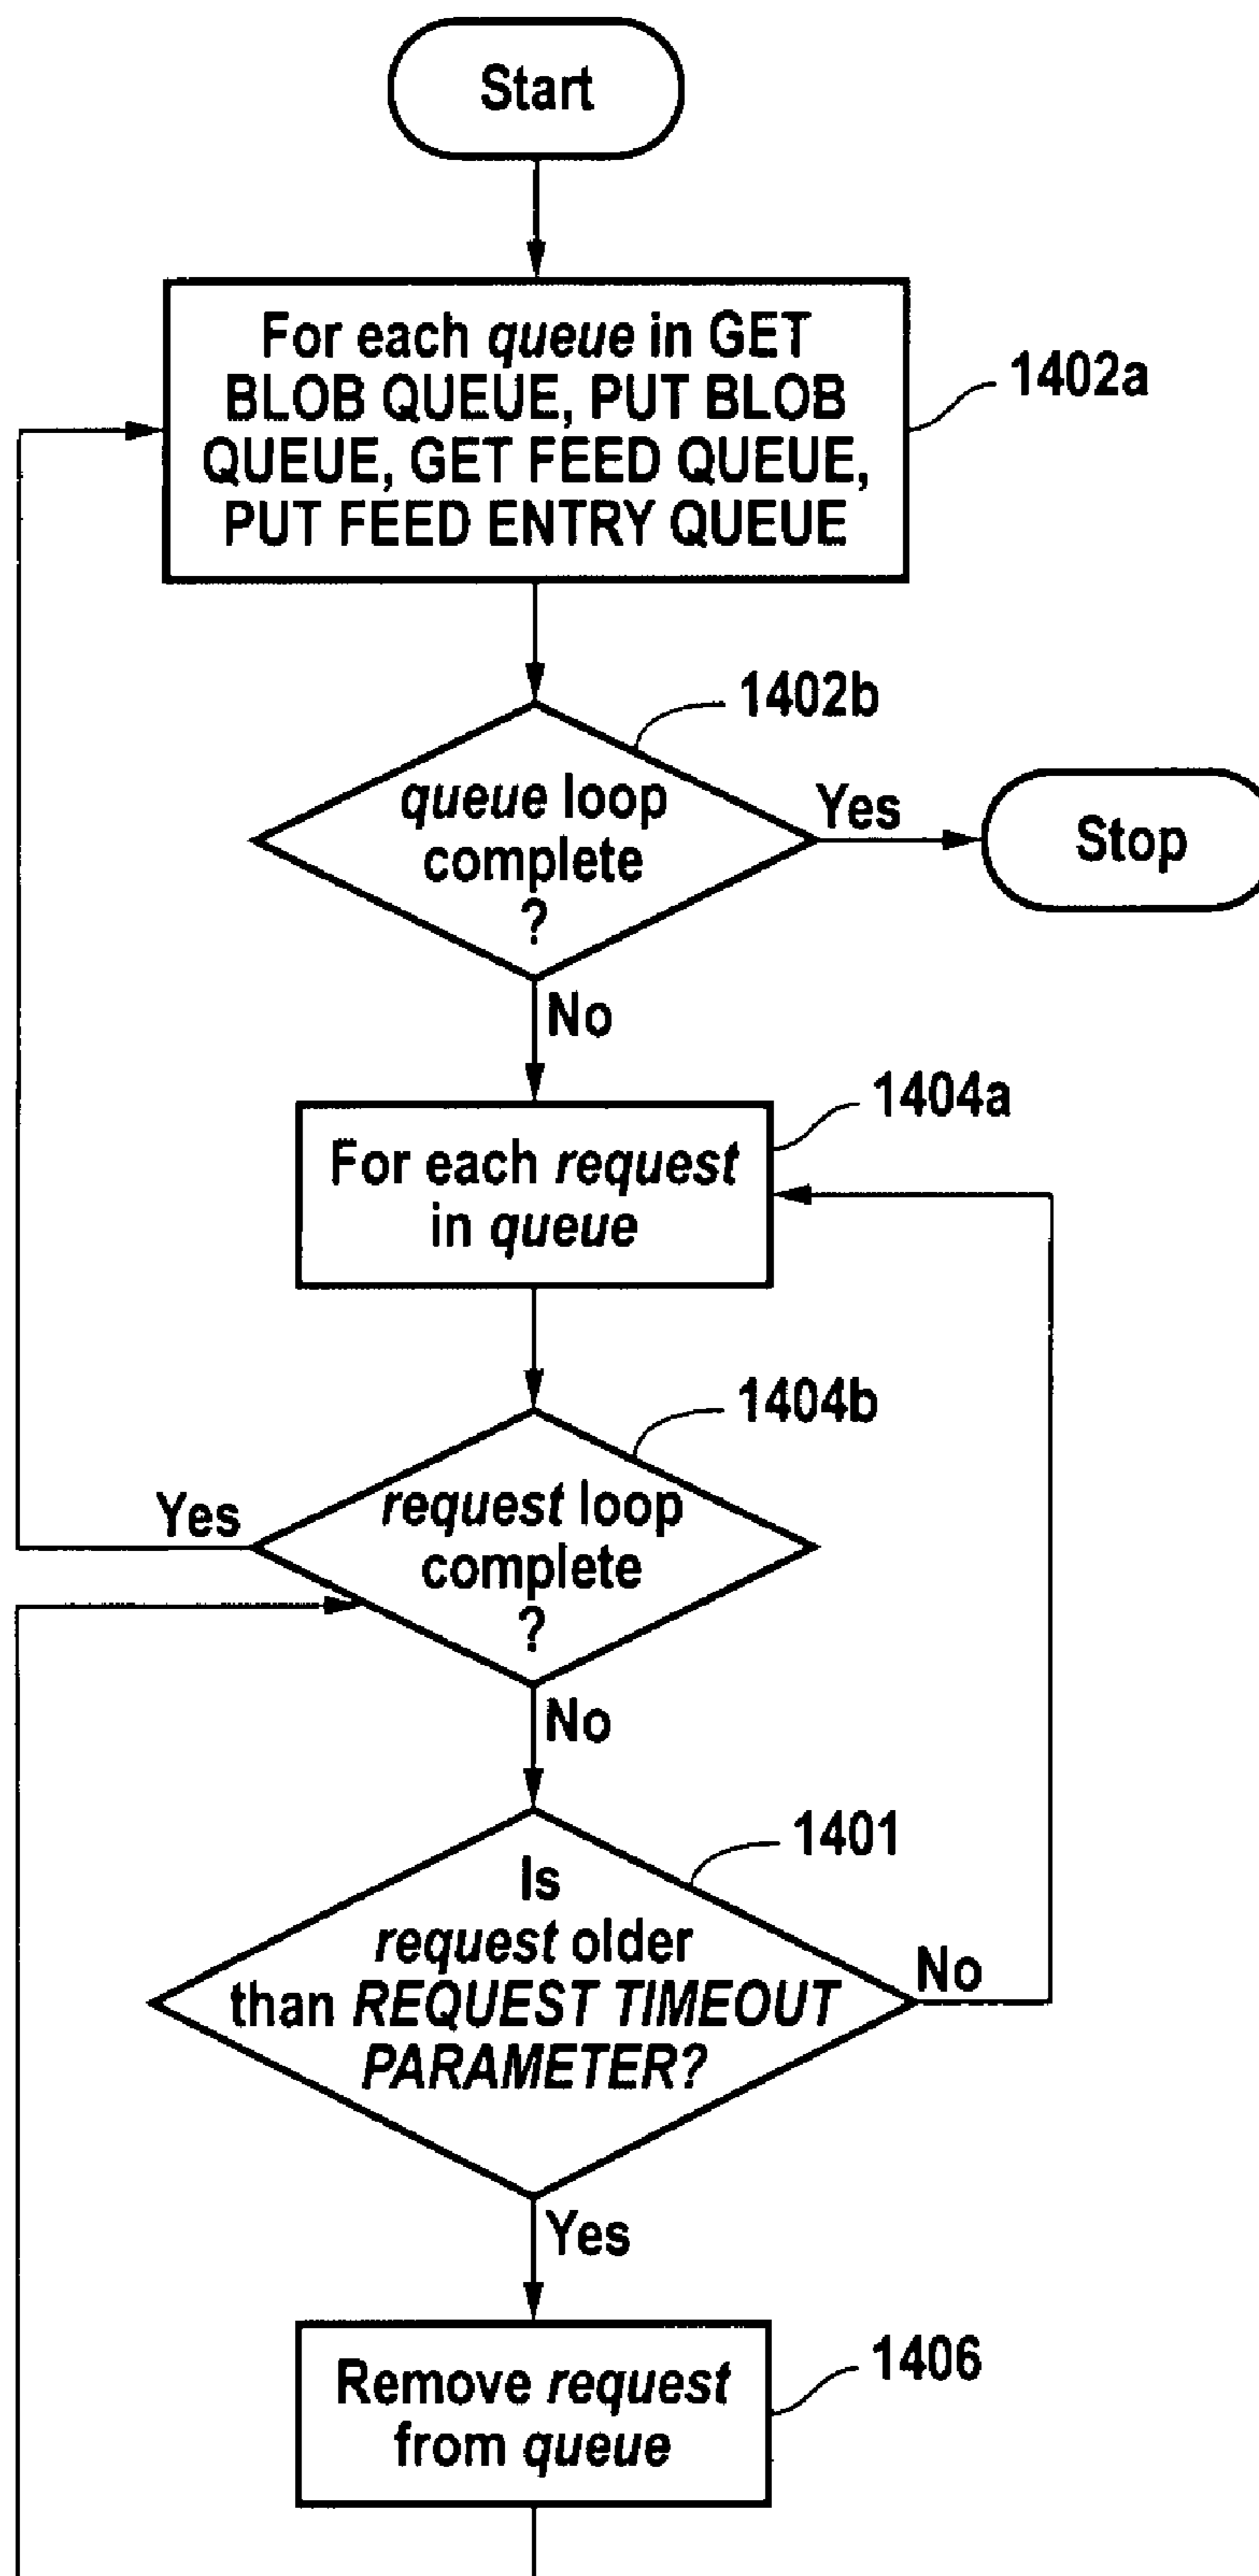 Start
For each queue in GET
BLOB QUEUE, PUT BLOB
QUEUE, GET FEED QUEUE,
PUT FEED ENTRY QUEUE
1402a
1402b
queue loop
complete
?
Yes
Stop
No
1404a
For each request
in queue
1404b
Yes
request loop
complete
?
No
1401
Is
request older
than REQUEST TIMEOUT
PARAMETER?
No
Yes
1406
Remove request
from queue